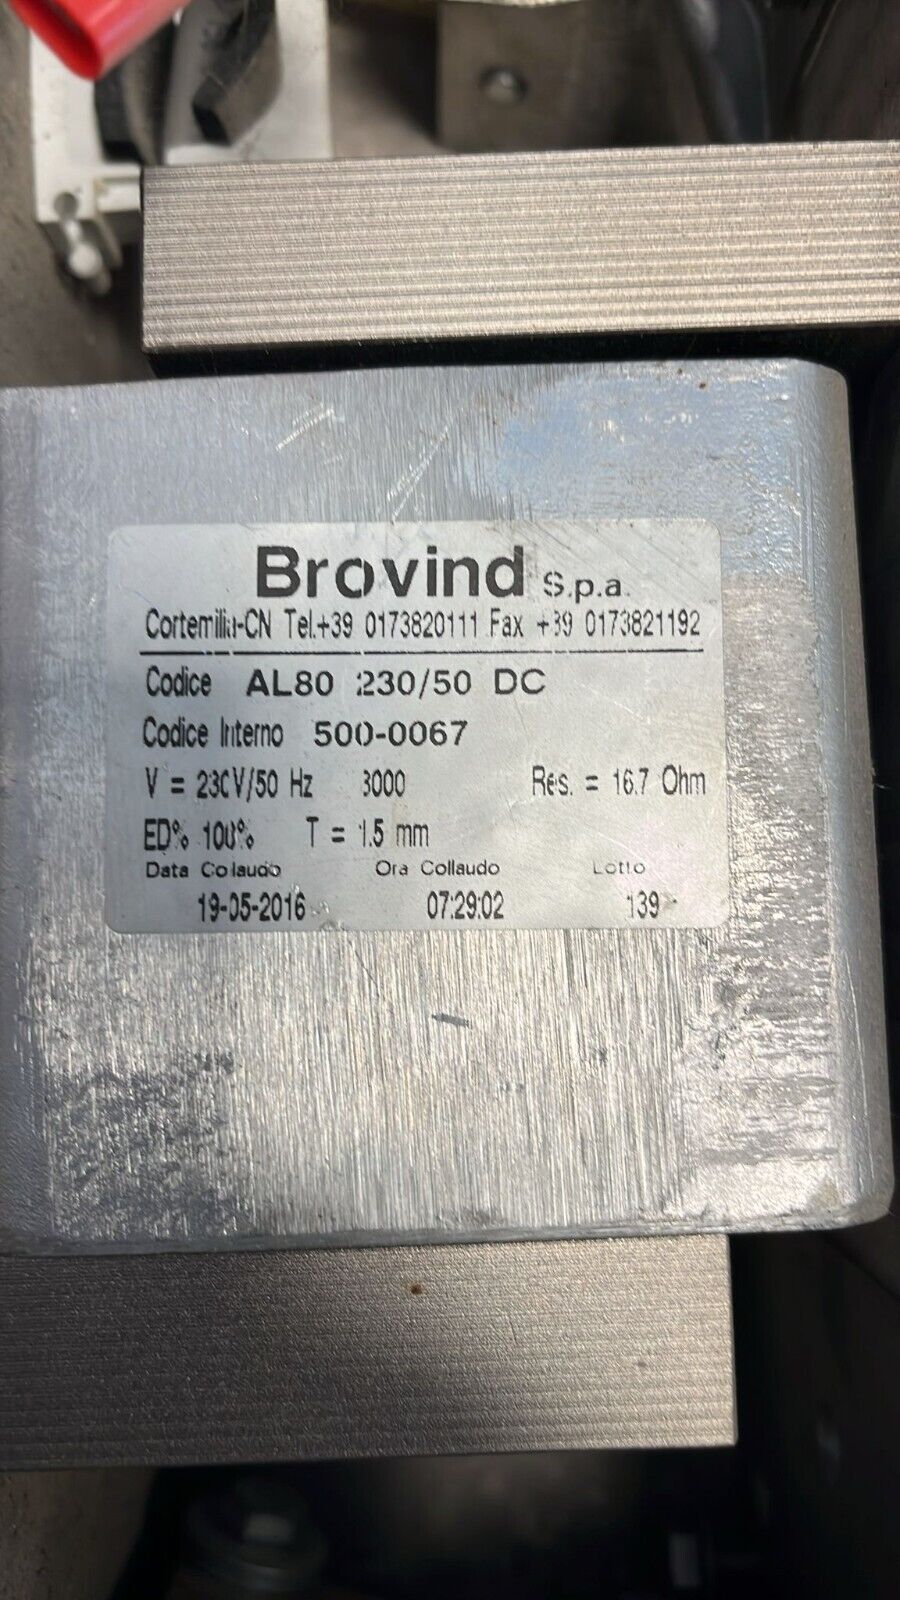 Brovind S.p.a.
Cortemilia-CN Tel.+39 0173820111 Fax +39 0173821192
Codice AL80 230/50 DC
Codice Interno 500-0067
V = 230V/50 Hz 3000 Res. = 16.7 Ohm
ED% 100% T = 1.5 mm
Data Collaudo Ora Collaudo Lotto
19-05-2016 07:29:02 139